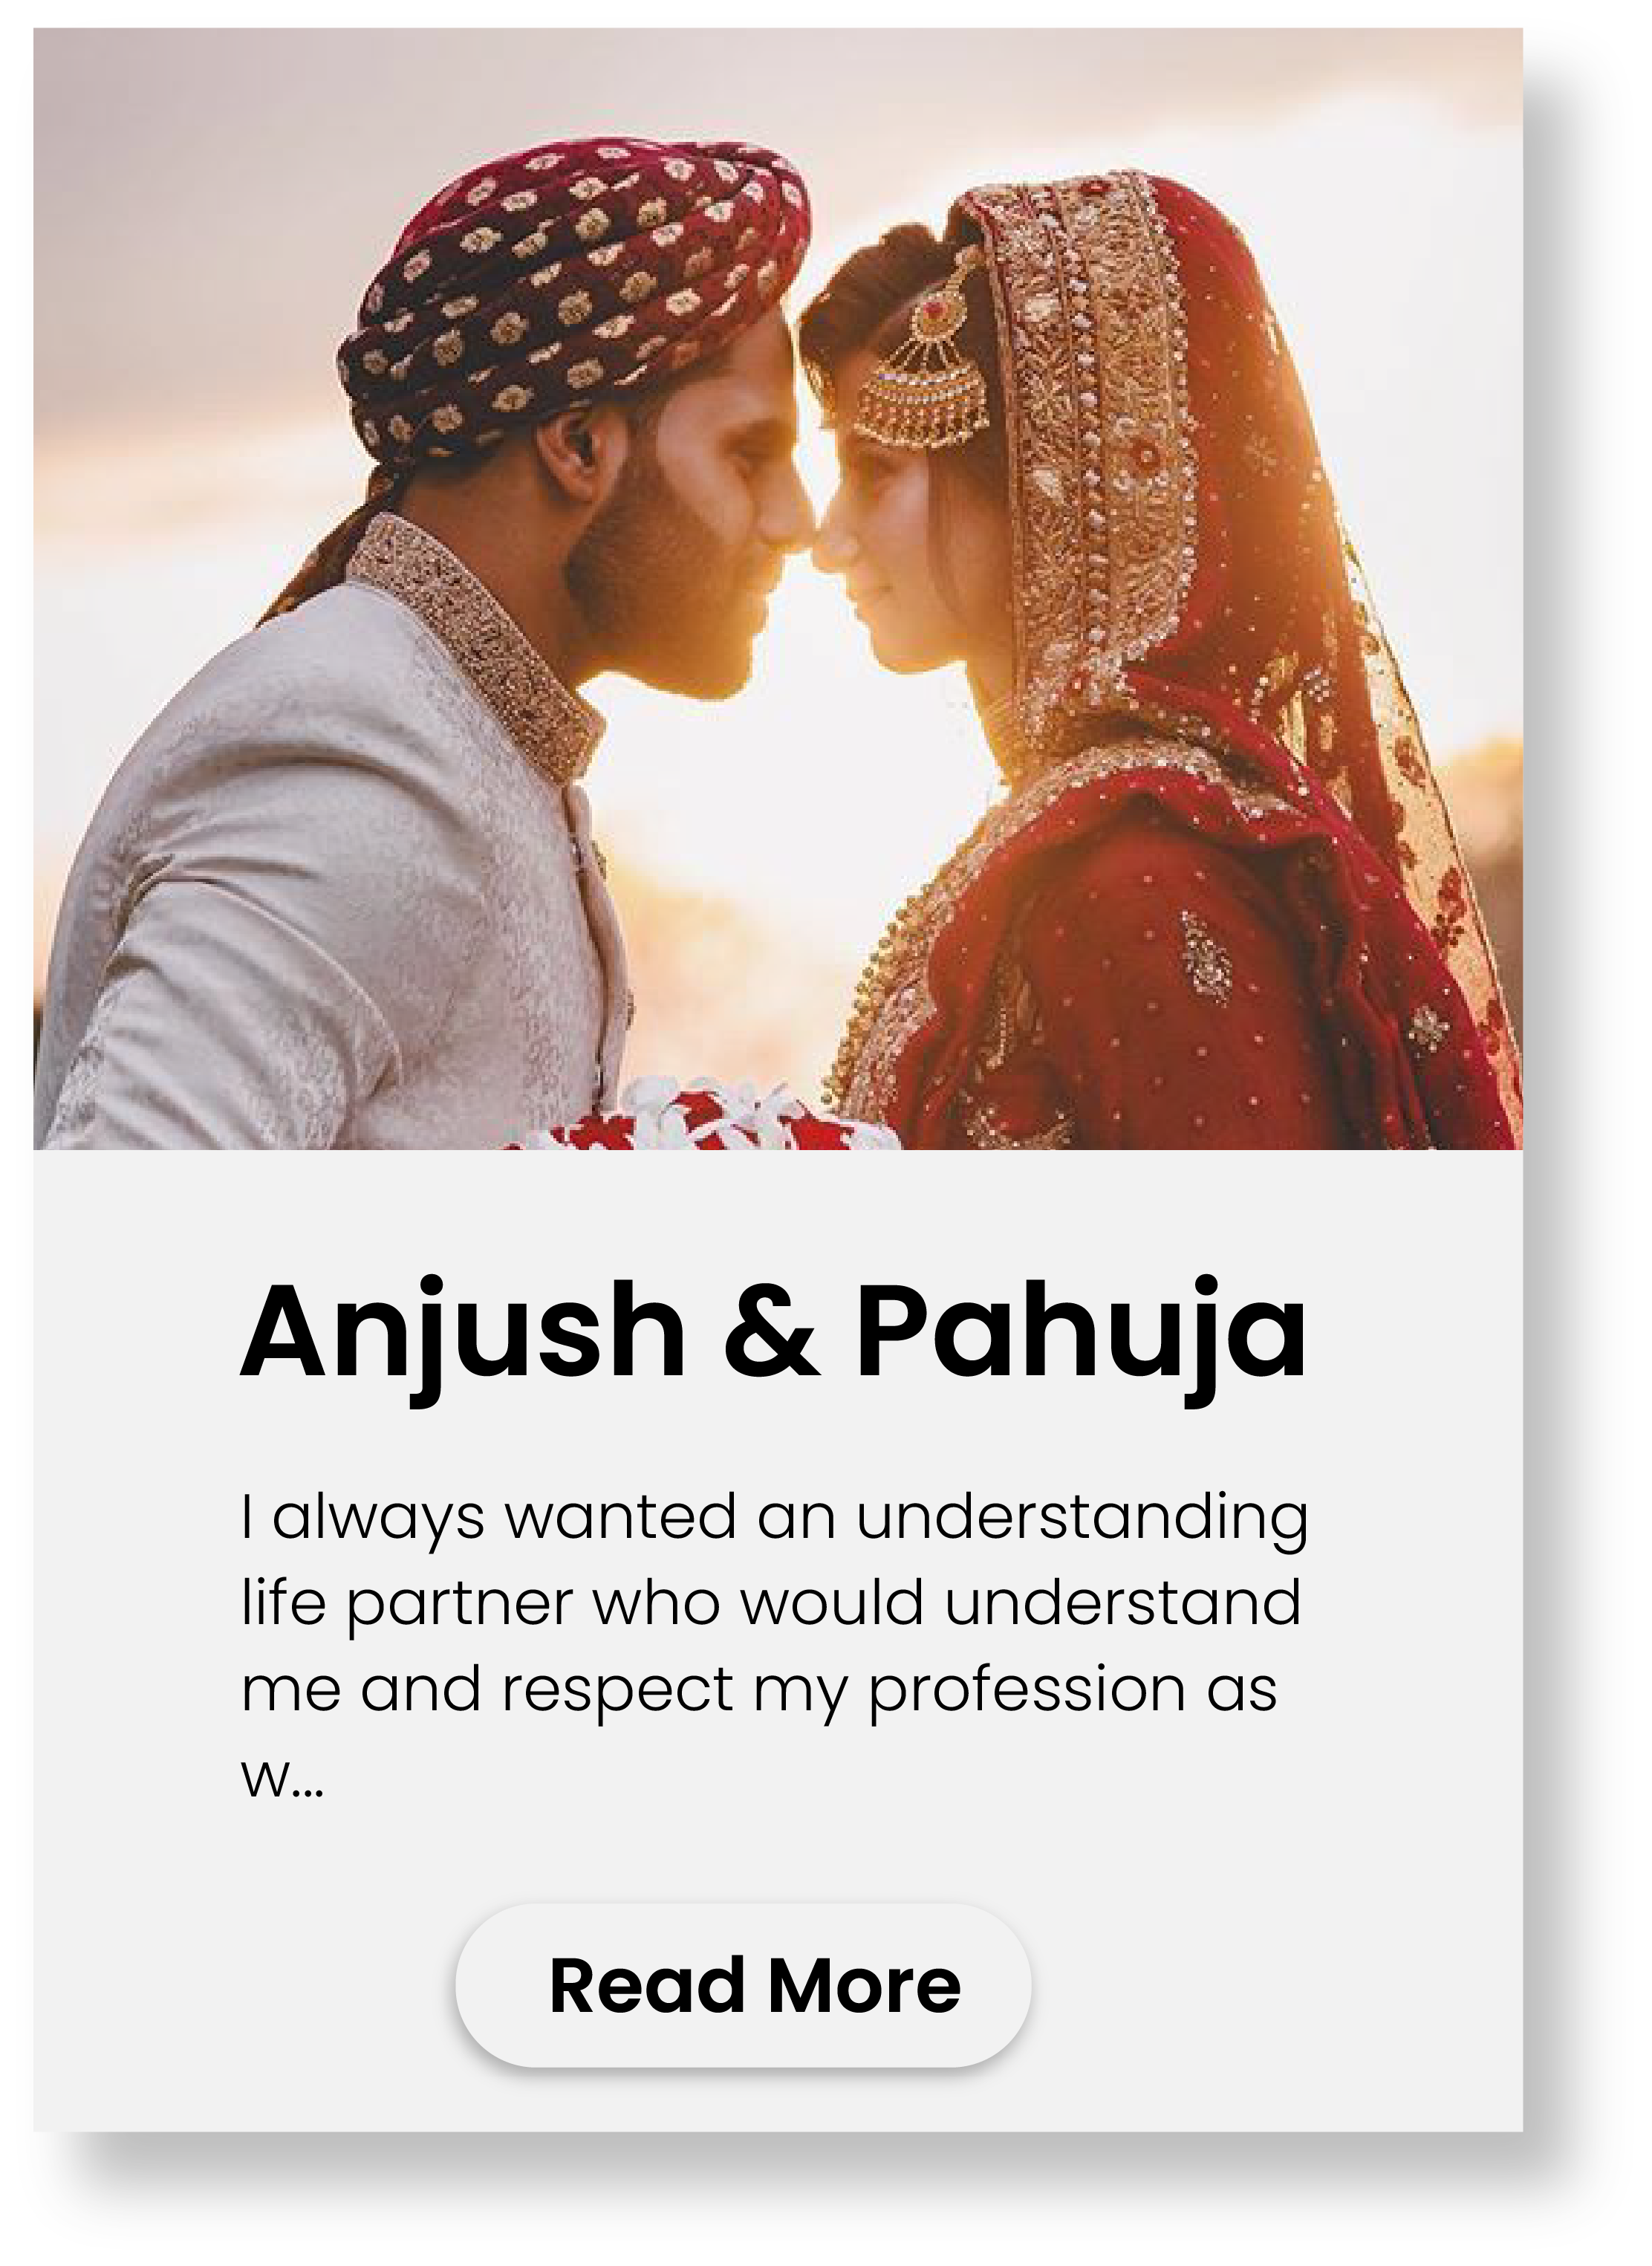 Anjush & Pahuja
I always wanted an understanding
life partner who would understand
me and respect my profession as
w...
Read More